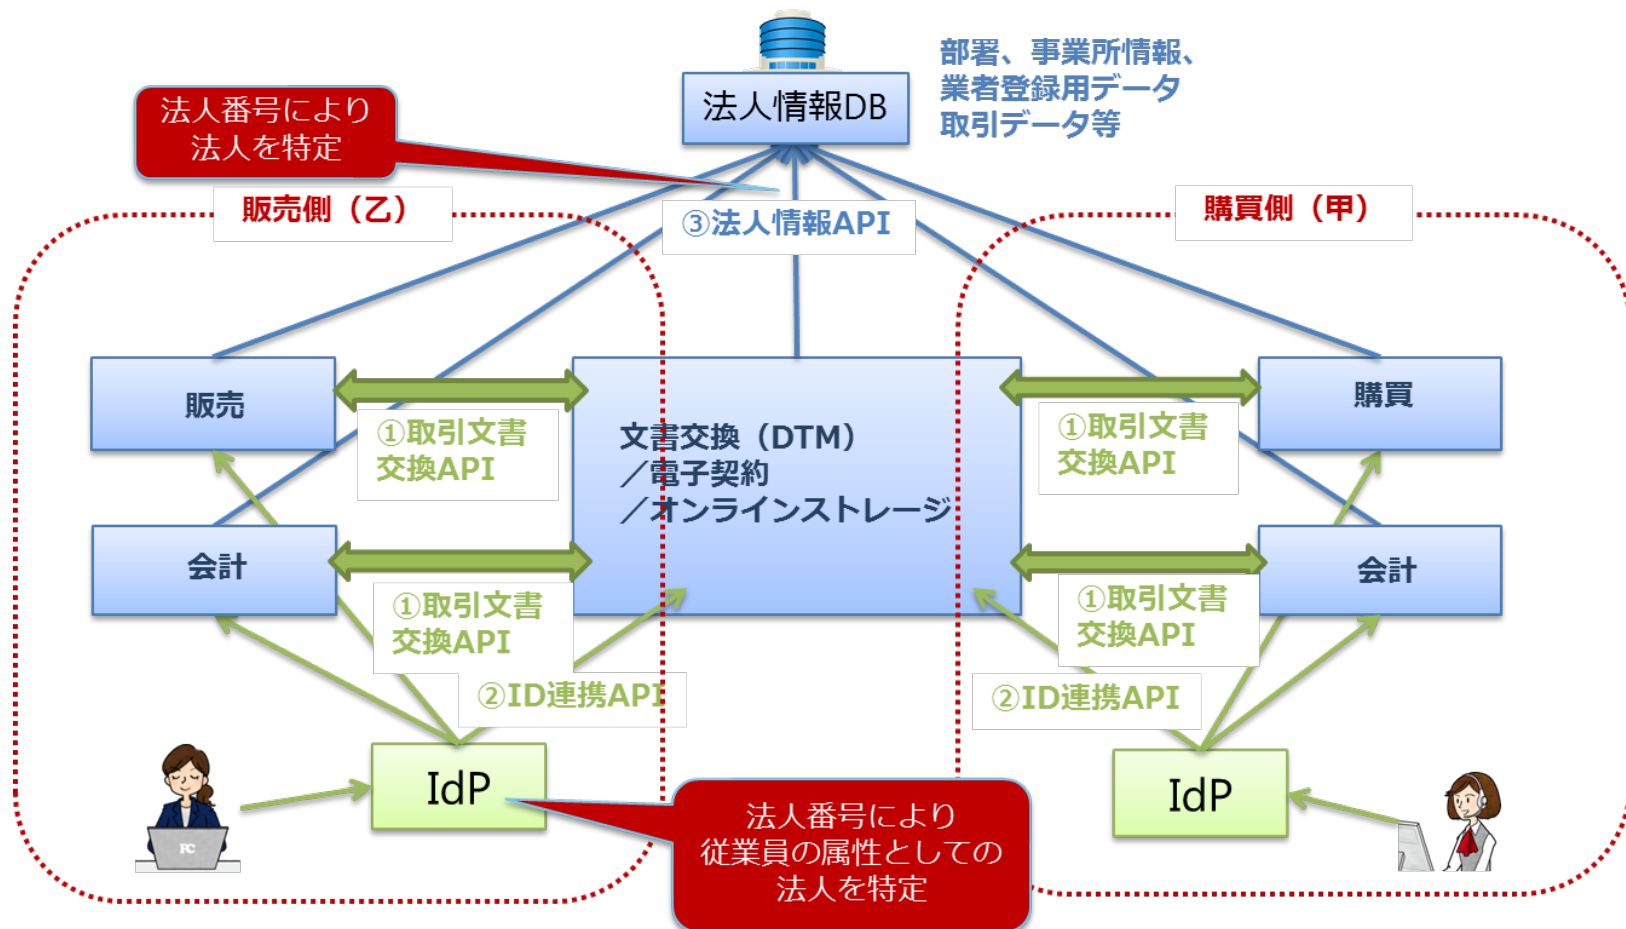 法人情報DB
部署、事業所情報、
業者登録用データ
取引データ等
法人番号により
法人を特定
販売側（乙）
③法人情報API
購買側（甲）
販売
①取引文書
交換API
文書交換（DTM）
／電子契約
／オンラインストレージ
①取引文書
交換API
購買
会計
①取引文書
交換API
①取引文書
交換API
会計
②ID連携API
②ID連携API
IdP
IdP
法人番号により
従業員の属性としての
法人を特定
PC